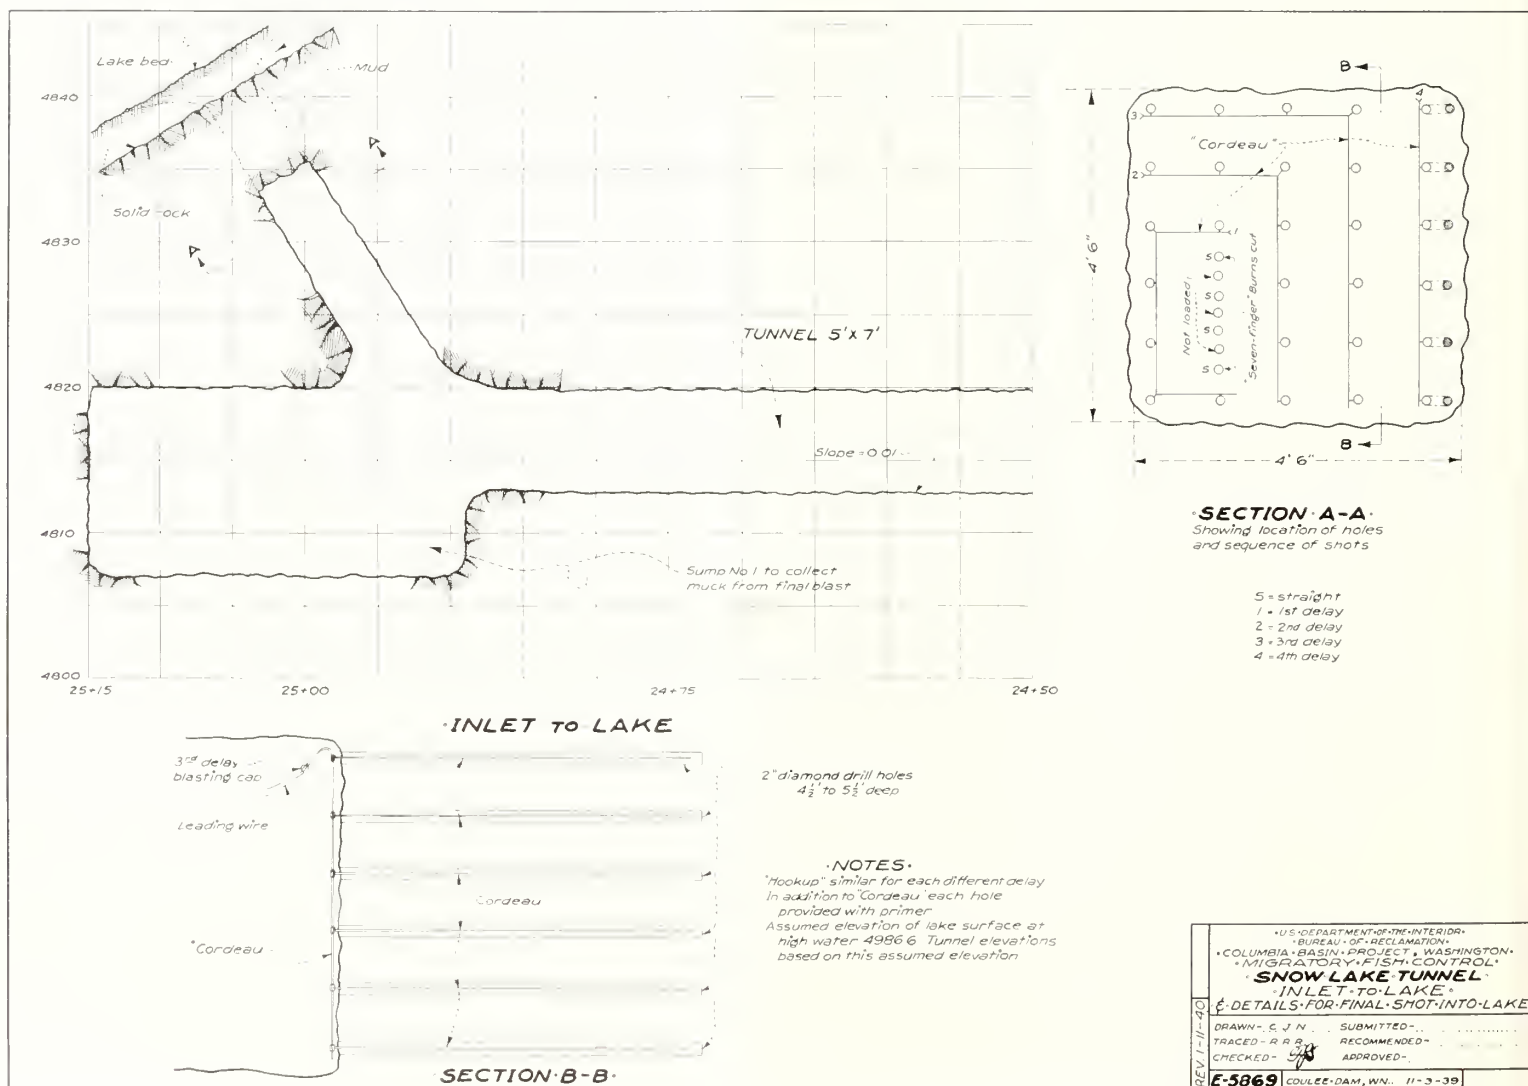 Lake bed
Mud
4840
Solid rock
4830
TUNNEL 5' X 7'
4820
Slope = 0.01
4810
Sump No 1 to collect
muck from final blast
4800
25+15
25+00
24+75
24+50
·INLET TO LAKE
B
3
4
"Cordeau"
2
1
S
S
S
S
Not loaded
"Seven-finger" Burns cut
4' 6"
B
4' 6"
·SECTION·A-A·
Showing location of holes
and sequence of shots
S = straight
1 = 1st delay
2 = 2nd delay
3 = 3rd delay
4 = 4th delay
3rd delay
blasting cap
Leading wire
Cordeau
"Cordeau
2" diamond drill holes
4½' to 5½' deep
·SECTION·B-B·
·NOTES·
"Hookup" similar for each different delay
In addition to "Cordeau" each hole
provided with primer
Assumed elevation of lake surface at
high water 4986 6 Tunnel elevations
based on this assumed elevation
·U·S·DEPARTMENT·OF·THE·INTERIOR·
·BUREAU·OF·RECLAMATION·
·COLUMBIA·BASIN·PROJECT, WASHINGTON·
·MIGRATORY·FISH·CONTROL·
·SNOW·LAKE·TUNNEL·
·INLET·TO·LAKE·
&·DETAILS·FOR·FINAL·SHOT·INTO·LAKE
DRAWN- C J N SUBMITTED-
TRACED- R R R RECOMMENDED-
CHECKED- APPROVED-
E-5869 COULEE·DAM, WN.. 11-3-39
REV. 1-11-40